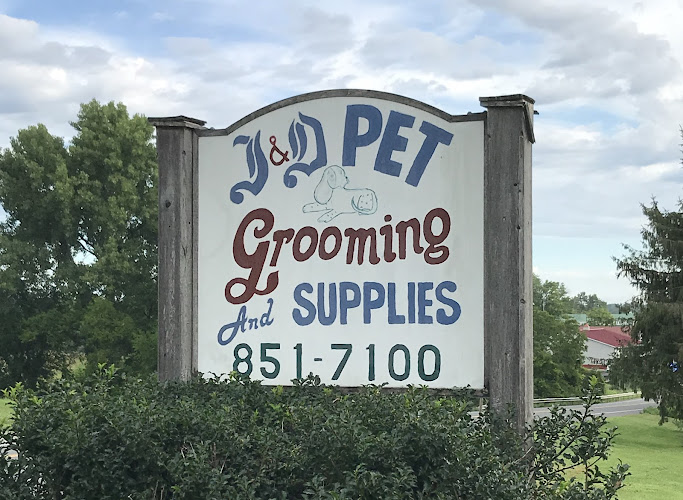 J & D PET
Grooming
And SUPPLIES
851-7100